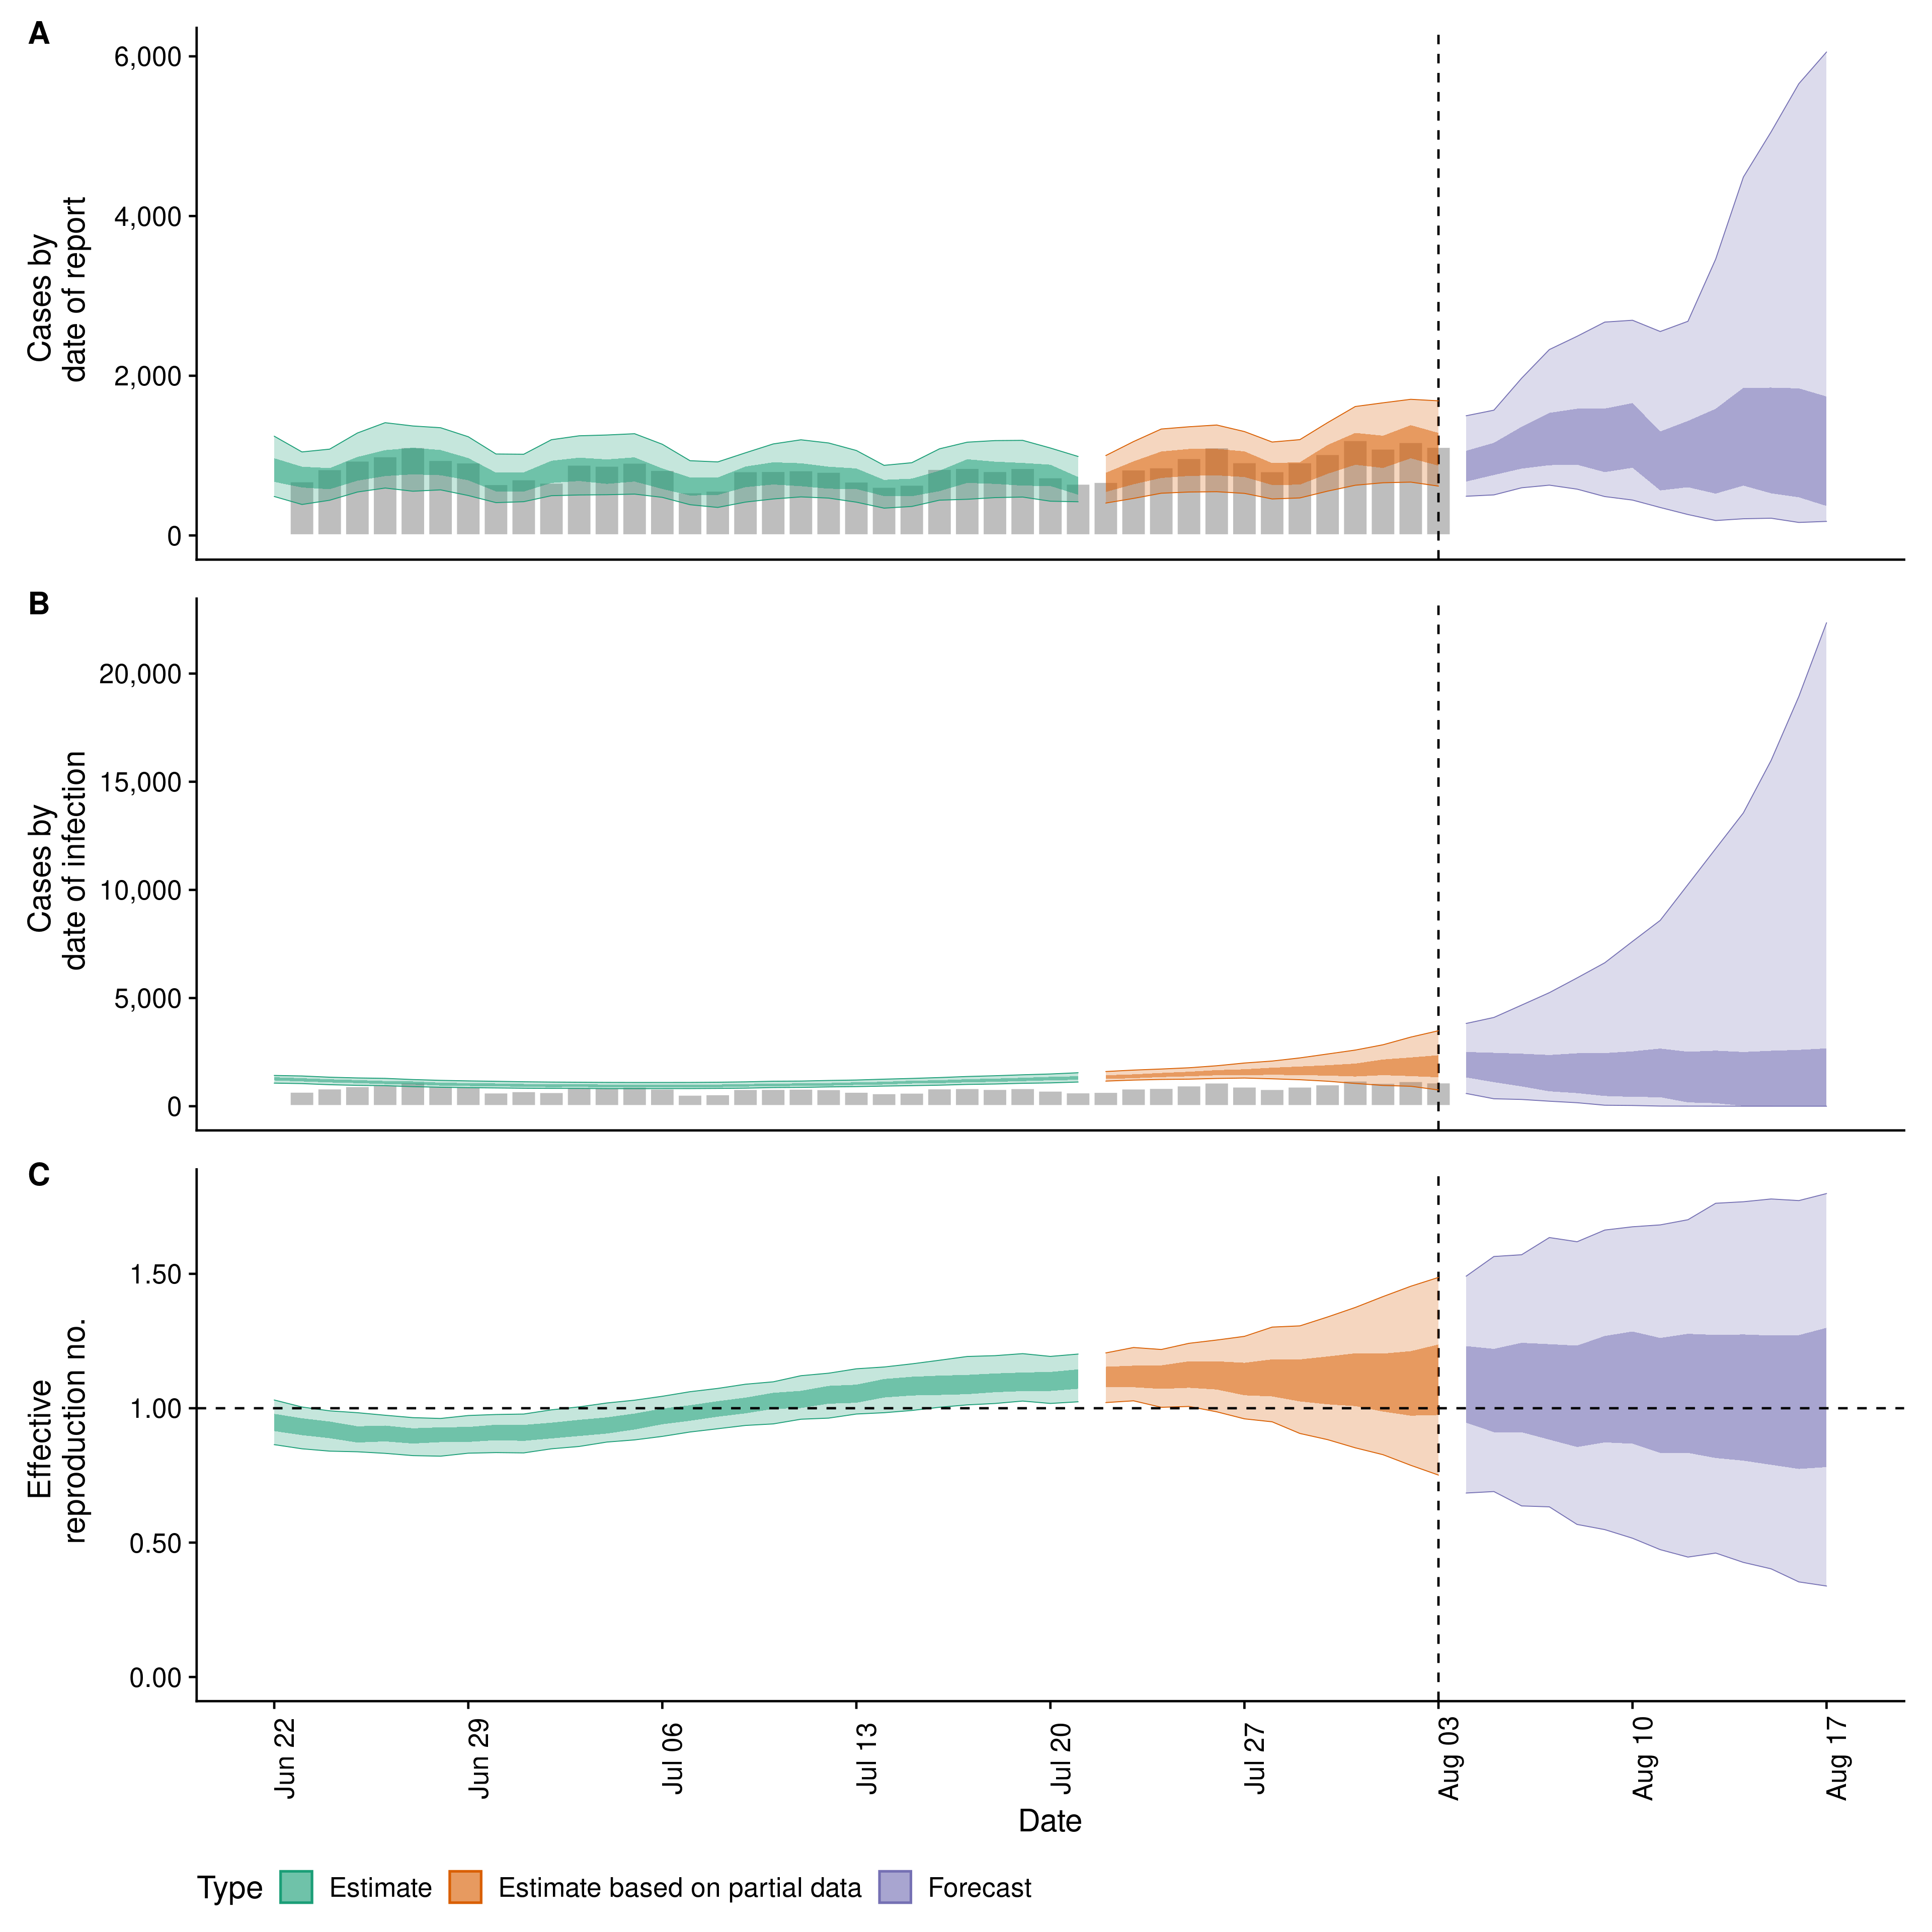 A
6,000
4,000
2,000
0
Cases by
date of report
B
20,000
15,000
10,000
5,000
0
Cases by
date of infection
C
1.50
1.00
0.50
0.00
Effective
reproduction no.
Jun 22
Jun 29
Jul 06
Jul 13
Jul 20
Jul 27
Aug 03
Aug 10
Aug 17
Date
Type Estimate Estimate based on partial data Forecast